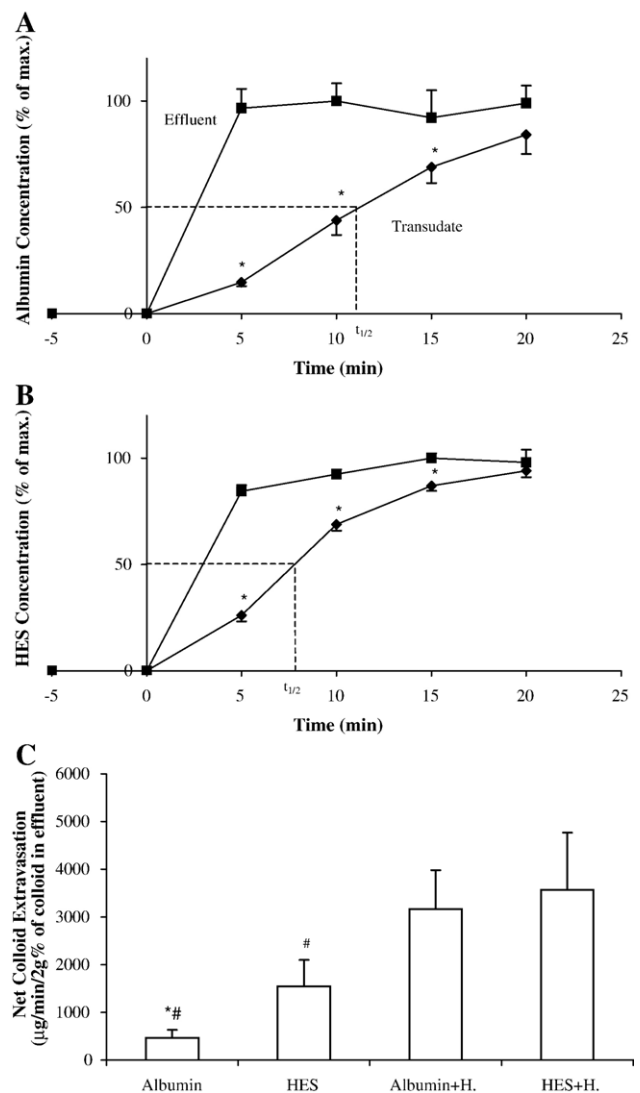 A
Albumin Concentration (% of max.)
100
50
0
Effluent
*
*
*
Transudate
-5
0
5
10
15
20
25
t1/2
Time (min)
B
HES Concentration (% of max.)
100
50
0
*
*
*
-5
0
5
10
15
20
25
t1/2
Time (min)
C
Net Colloid Extravasation
(µg/min/2g% of colloid in effluent)
6000
5000
4000
3000
2000
1000
0
*#
#
Albumin
HES
Albumin+H.
HES+H.